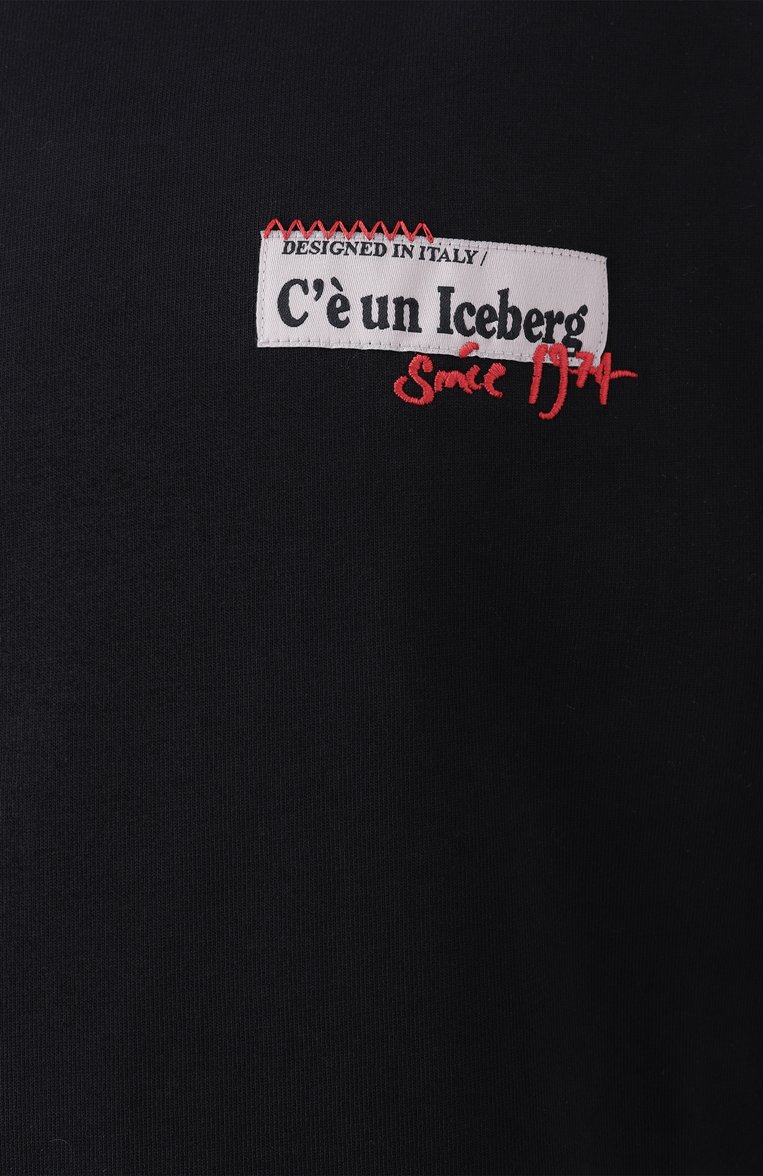 DESIGNED IN ITALY /
C'è un Iceberg
Since 1974